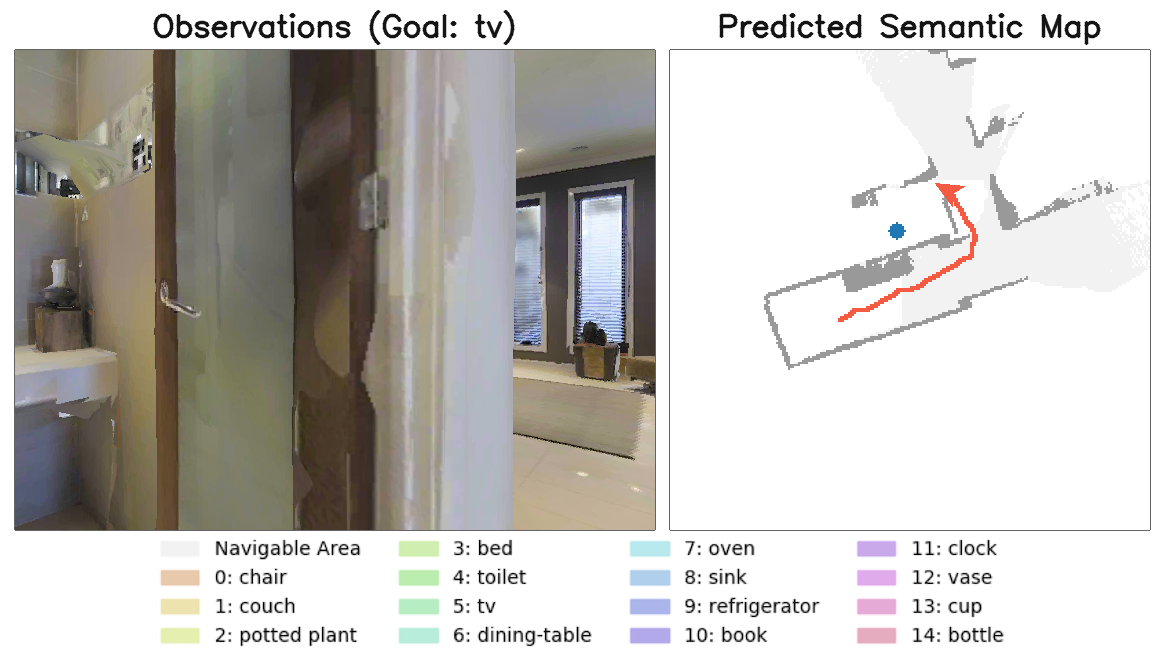 Observations (Goal: tv)
Predicted Semantic Map
Navigable Area
0: chair
1: couch
2: potted plant
3: bed
4: toilet
5: tv
6: dining-table
7: oven
8: sink
9: refrigerator
10: book
11: clock
12: vase
13: cup
14: bottle